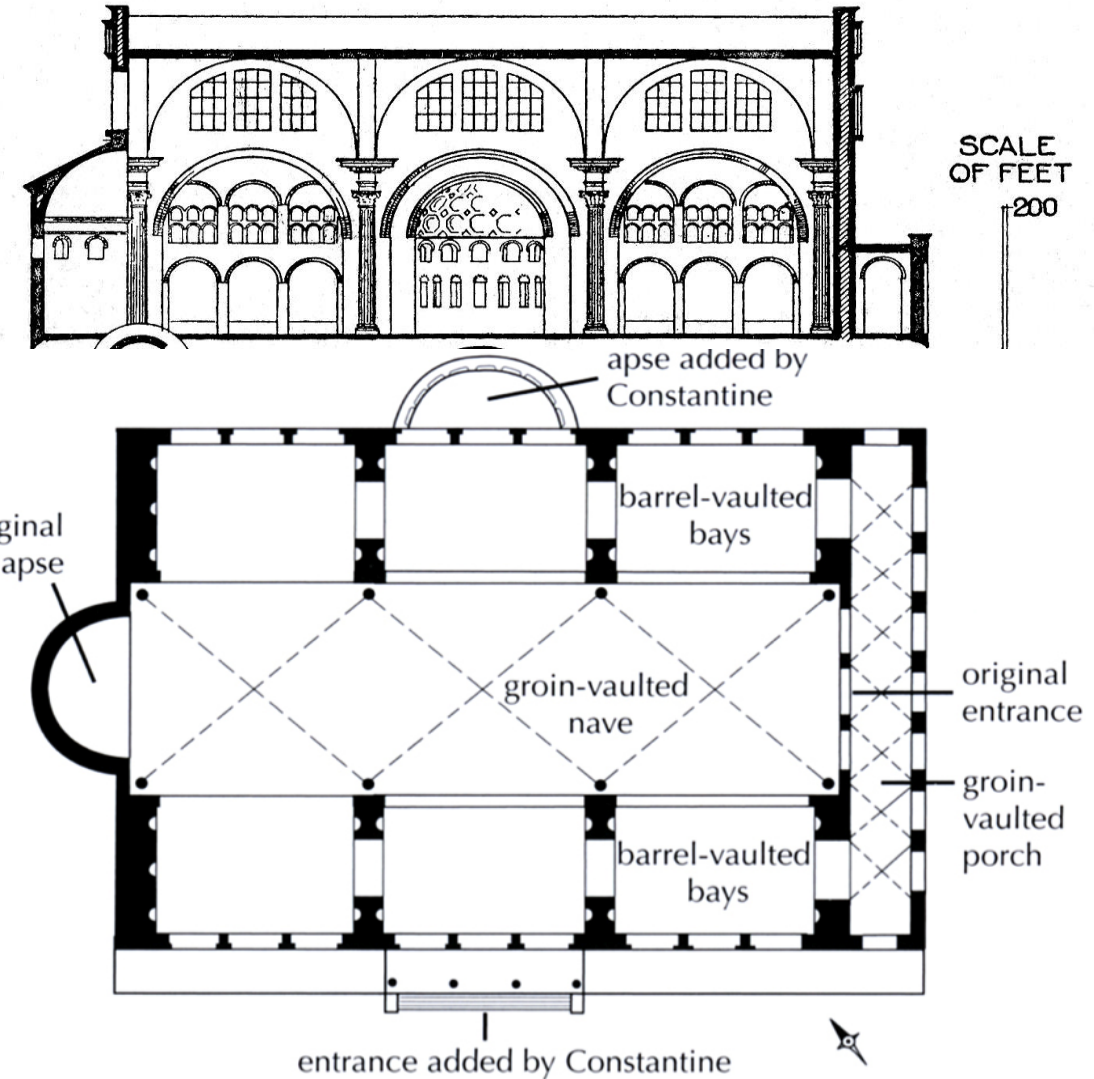 SCALE
OF FEET
200
apse added by
Constantine
ginal
apse
barrel-vaulted
bays
groin-vaulted
nave
original
entrance
groin-
vaulted
porch
barrel-vaulted
bays
entrance added by Constantine